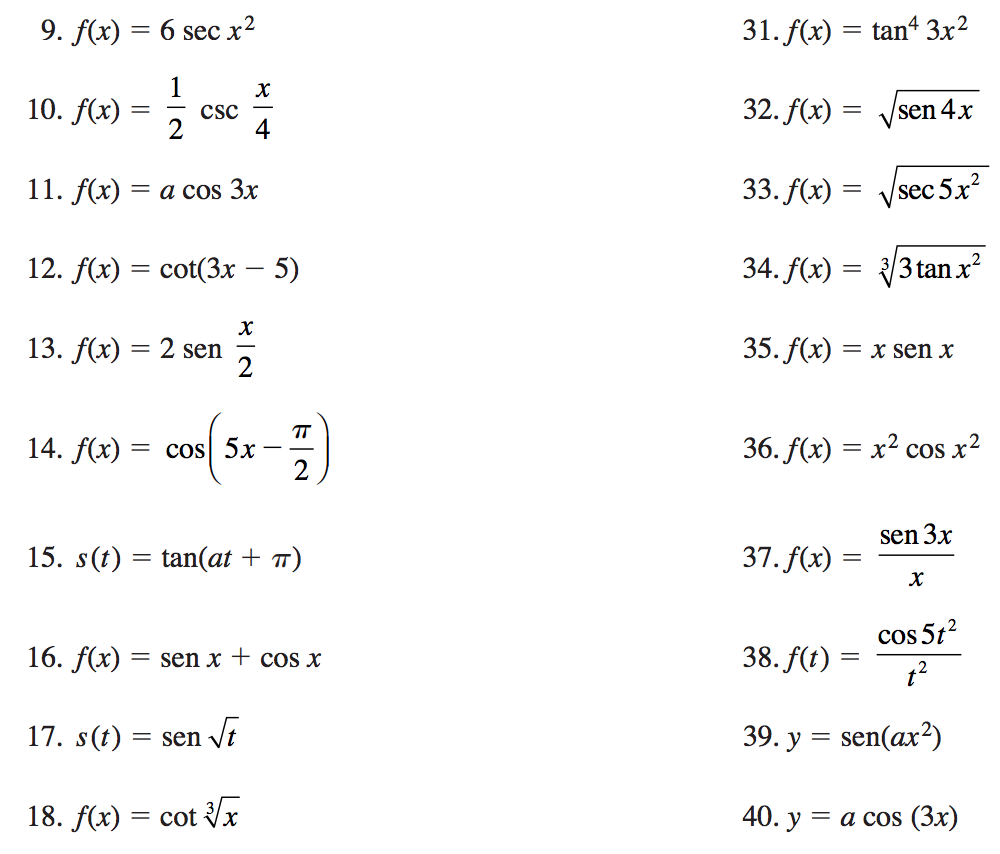 9. f(x) = 6 sec x²
10. f(x) = 1/2 csc x/4
11. f(x) = a cos 3x
12. f(x) = cot(3x − 5)
13. f(x) = 2 sen x/2
14. f(x) = cos(5x − π/2)
15. s(t) = tan(at + π)
16. f(x) = sen x + cos x
17. s(t) = sen √t
18. f(x) = cot ∛x
31. f(x) = tan⁴ 3x²
32. f(x) = √(sen 4x)
33. f(x) = √(sec 5x²)
34. f(x) = ∛(3 tan x²)
35. f(x) = x sen x
36. f(x) = x² cos x²
37. f(x) = sen 3x/x
38. f(t) = cos 5t²/t²
39. y = sen(ax²)
40. y = a cos (3x)